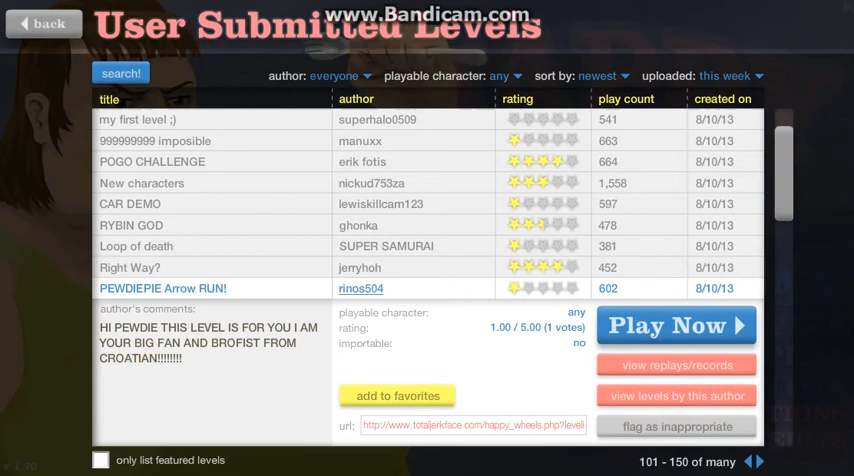 www.Bandicam.com
back
User Submitted Levels
search!
author: everyone playable character: any sort by: newest uploaded: this week
title author rating play count created on
my first level ;) superhalo0509 541 8/10/13
999999999 imposible manuxx 663 8/10/13
POGO CHALLENGE erik fotis 664 8/10/13
New characters nickud753za 1,558 8/10/13
CAR DEMO lewiskillcam123 597 8/10/13
RYBIN GOD ghonka 478 8/10/13
Loop of death SUPER SAMURAI 381 8/10/13
Right Way? jerryhoh 452 8/10/13
PEWDIEPIE Arrow RUN! rinos504 602 8/10/13
author's comments:
HI PEWDIE THIS LEVEL IS FOR YOU I AM
YOUR BIG FAN AND BROFIST FROM
CROATIAN!!!!!!!!
playable character: any
rating: 1.00 / 5.00 (1 votes)
importable: no
add to favorites
url: http://www.totaljerkface.com/happy_wheels.php?leveli
Play Now
view replays/records
view levels by this author
flag as inappropriate
only list featured levels
101 - 150 of many
v 1.90